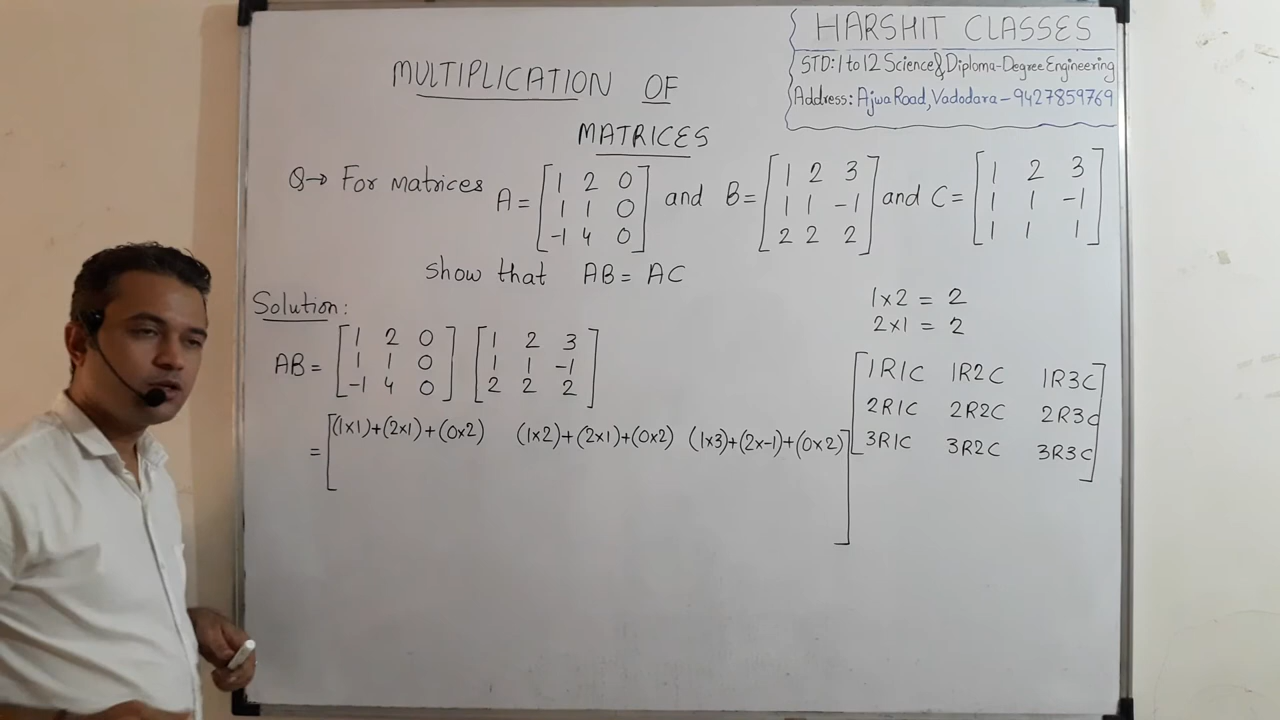 HARSHIT CLASSES
STD: 1 to 12 Science & Diploma-Degree Engineering
Address: Ajwa Road, Vadodara - 9427859769
MULTIPLICATION OF
MATRICES
Q→ For matrices A = [1 2 0 and B = [1 2 3 and C = [1 2 3
1 1 0 1 1 -1 1 1 -1
-1 4 0] 2 2 2] 1 1 1]
show that AB = AC
Solution:
1×2 = 2
2×1 = 2
AB = [1 2 0 [1 2 3
1 1 0 1 1 -1
-1 4 0] 2 2 2]
[1R1C 1R2C 1R3C
2R1C 2R2C 2R3C
3R1C 3R2C 3R3C]
= [(1×1)+(2×1)+(0×2) (1×2)+(2×1)+(0×2) (1×3)+(2×-1)+(0×2)]